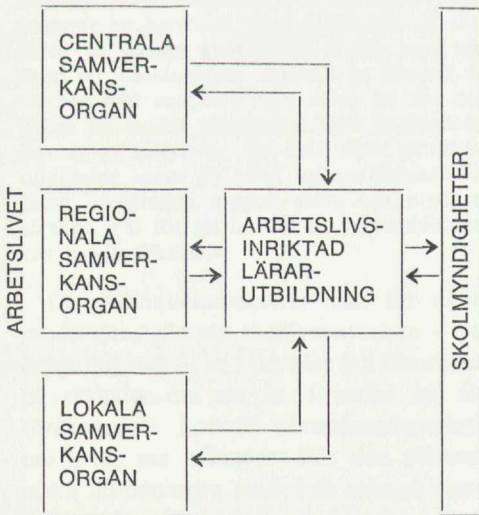 ARBETSLIVET
CENTRALA
SAMVER-
KANS-
ORGAN
REGIO-
NALA
SAMVER-
KANS-
ORGAN
LOKALA
SAMVER-
KANS-
ORGAN
ARBETSLIVS-
INRIKTAD
LÄRAR-
UTBILDNING
SKOLMYNDIGHETER